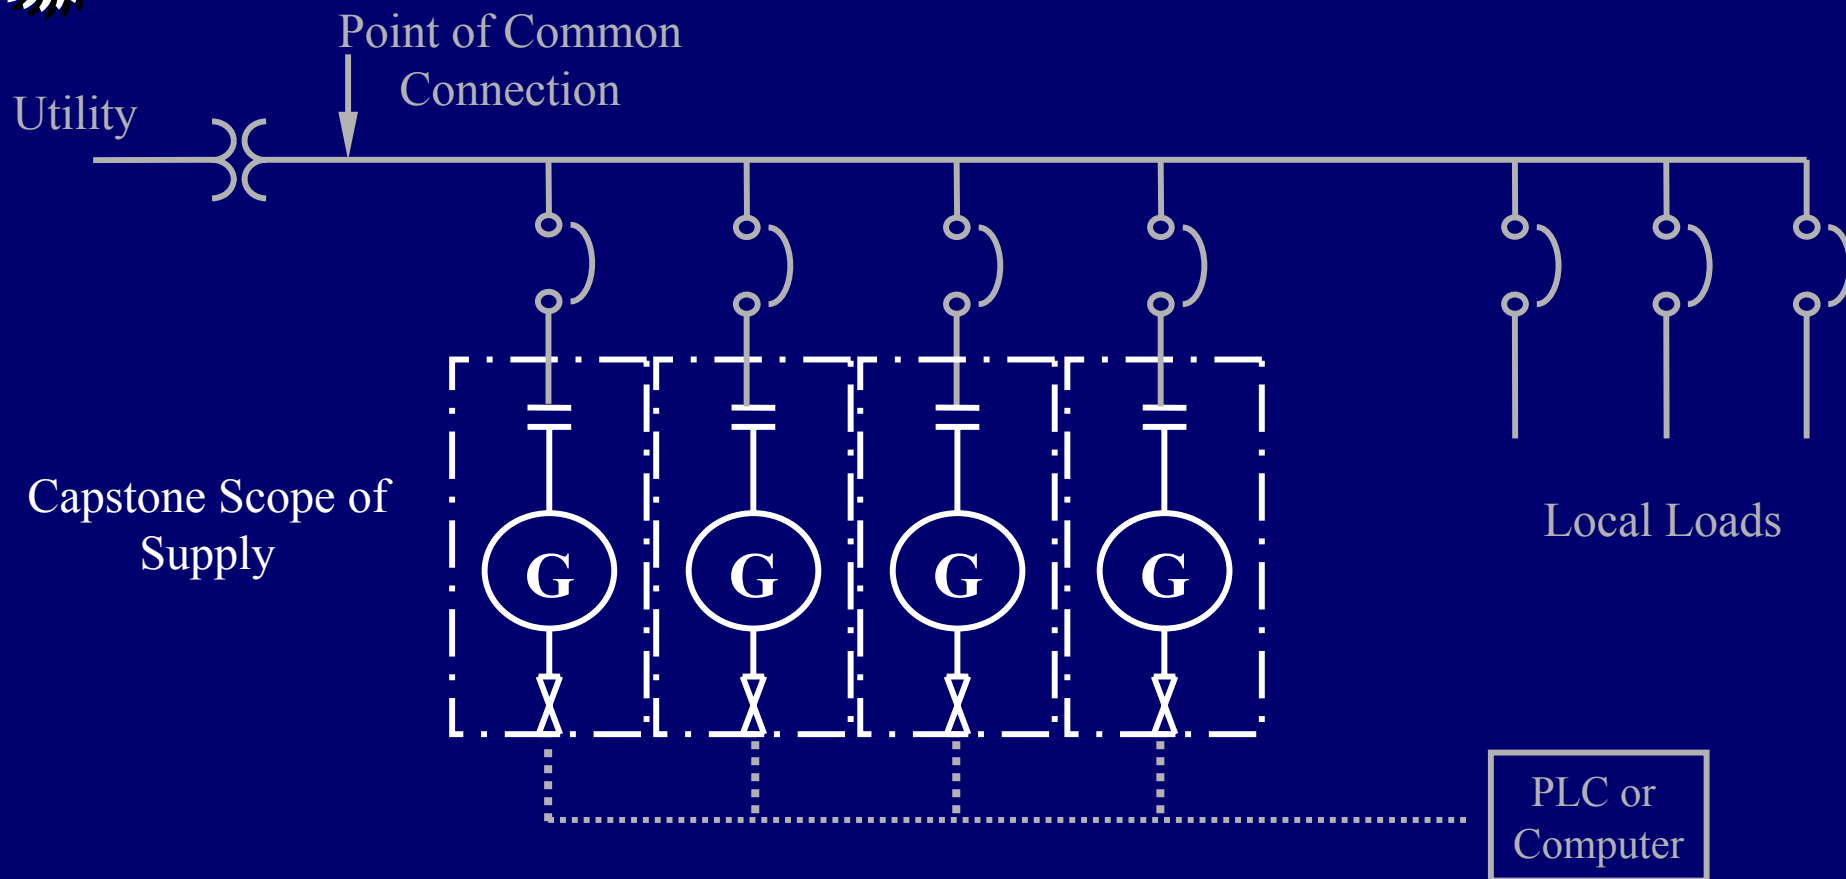 Point of Common
Connection
Utility
Capstone Scope of
Supply
G
G
G
G
Local Loads
PLC or
Computer